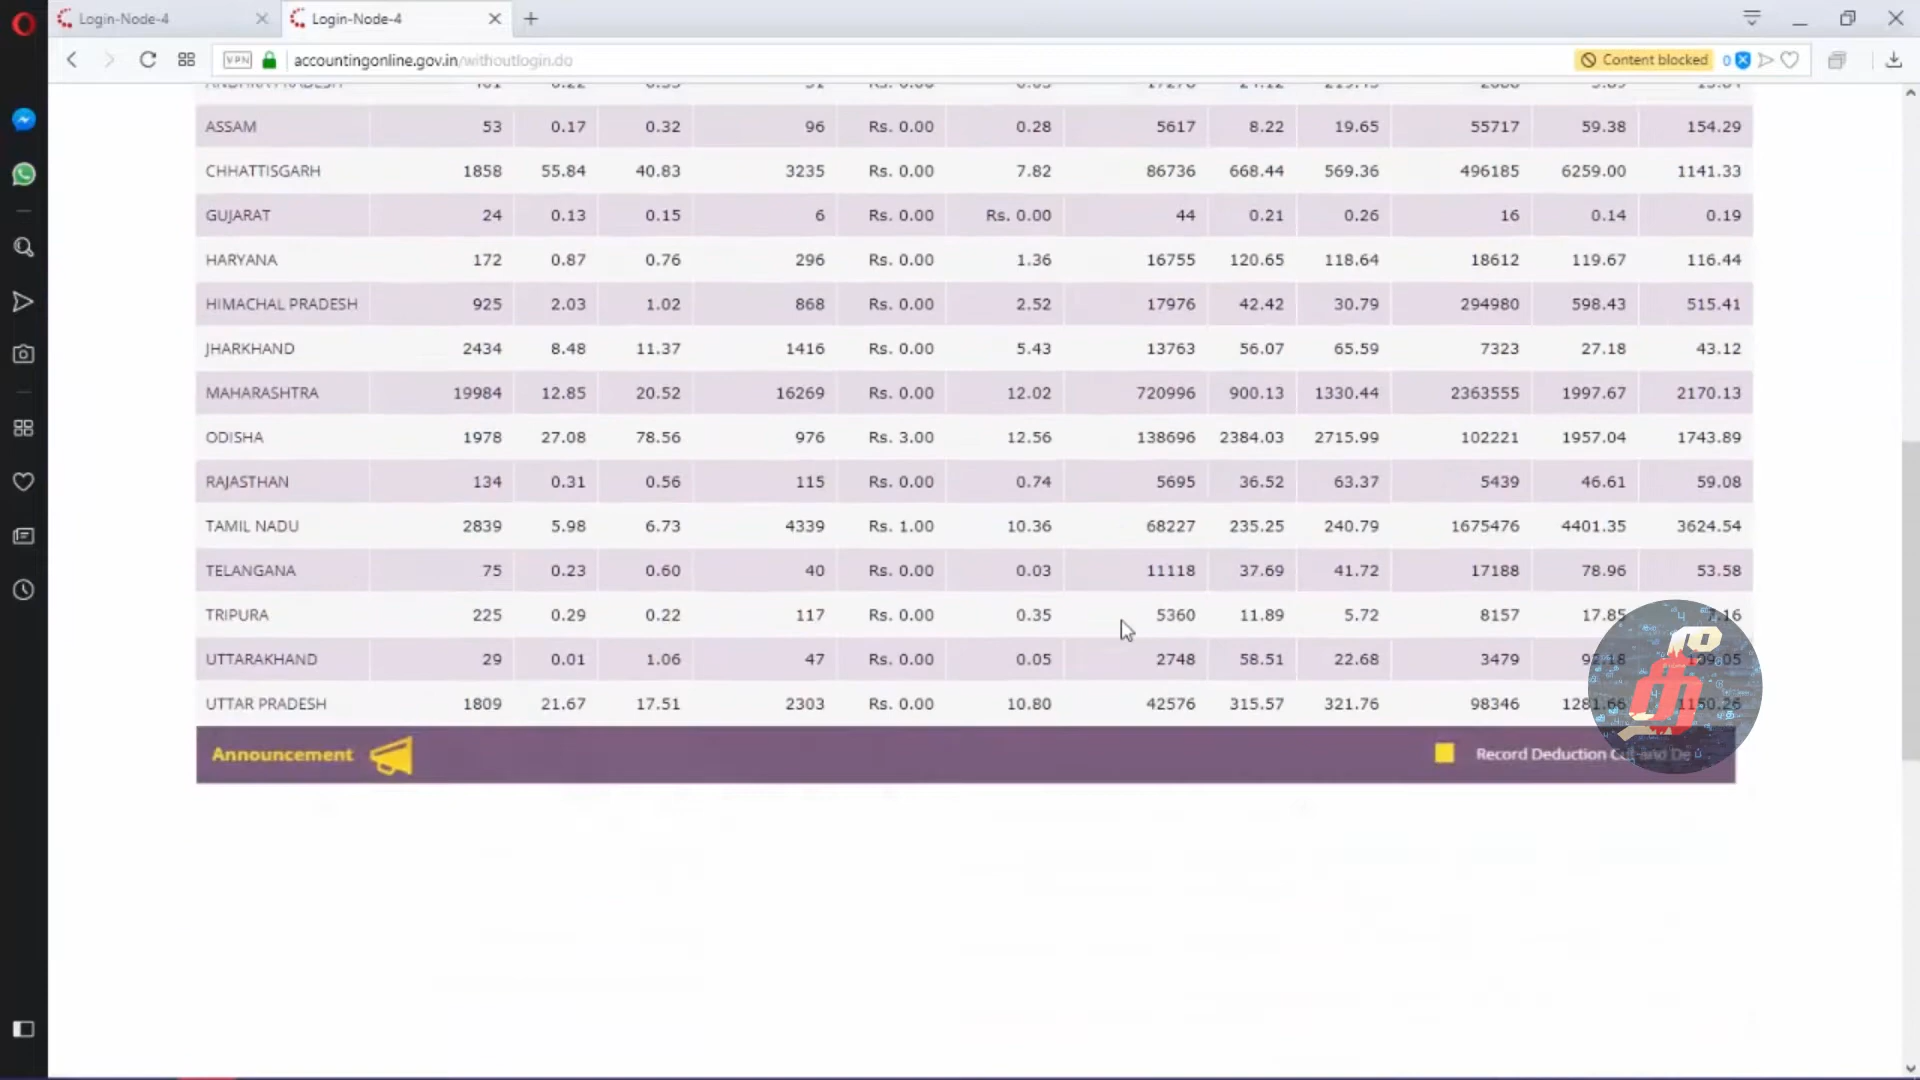 Login-Node-4
Login-Node-4
VPN
accountingonline.gov.in/withoutlogin.do
Content blocked
0
ASSAM 53 0.17 0.32 96 Rs. 0.00 0.28 5617 8.22 19.65 55717 59.38 154.29
CHHATTISGARH 1858 55.84 40.83 3235 Rs. 0.00 7.82 86736 668.44 569.36 496185 6259.00 1141.33
GUJARAT 24 0.13 0.15 6 Rs. 0.00 Rs. 0.00 44 0.21 0.26 16 0.14 0.19
HARYANA 172 0.87 0.76 296 Rs. 0.00 1.36 16755 120.65 118.64 18612 119.67 116.44
HIMACHAL PRADESH 925 2.03 1.02 868 Rs. 0.00 2.52 17976 42.42 30.79 294980 598.43 515.41
JHARKHAND 2434 8.48 11.37 1416 Rs. 0.00 5.43 13763 56.07 65.59 7323 27.18 43.12
MAHARASHTRA 19984 12.85 20.52 16269 Rs. 0.00 12.02 720996 900.13 1330.44 2363555 1997.67 2170.13
ODISHA 1978 27.08 78.56 976 Rs. 3.00 12.56 138696 2384.03 2715.99 102221 1957.04 1743.89
RAJASTHAN 134 0.31 0.56 115 Rs. 0.00 0.74 5695 36.52 63.37 5439 46.61 59.08
TAMIL NADU 2839 5.98 6.73 4339 Rs. 1.00 10.36 68227 235.25 240.79 1675476 4401.35 3624.54
TELANGANA 75 0.23 0.60 40 Rs. 0.00 0.03 11118 37.69 41.72 17188 78.96 53.58
TRIPURA 225 0.29 0.22 117 Rs. 0.00 0.35 5360 11.89 5.72 8157 17.85
UTTARAKHAND 29 0.01 1.06 47 Rs. 0.00 0.05 2748 58.51 22.68 3479 92.18 109.05
UTTAR PRADESH 1809 21.67 17.51 2303 Rs. 0.00 10.80 42576 315.57 321.76 98346 1281.66 1150.26
Announcement
Record Deduction